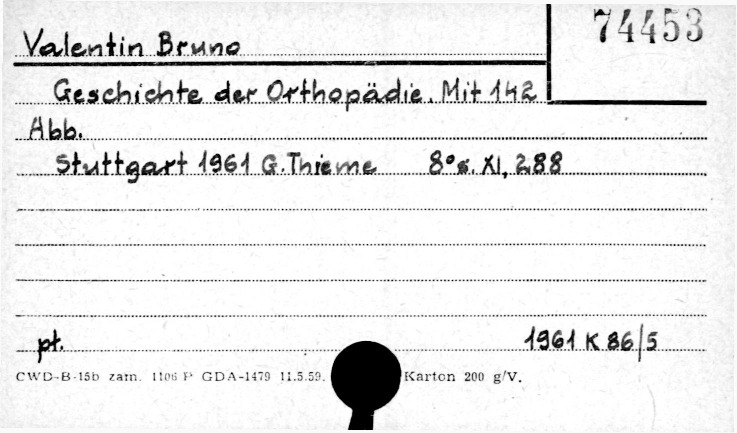 74453
Valentin Bruno
Geschichte der Orthopädie. Mit 142
Abb.
Stuttgart 1961 G. Thieme 8° s. XI, 288
pt. 1961 K 86/5
CWD-B-15b zam. 1106 P GDA-1479 11.5.59. Karton 200 g/V.